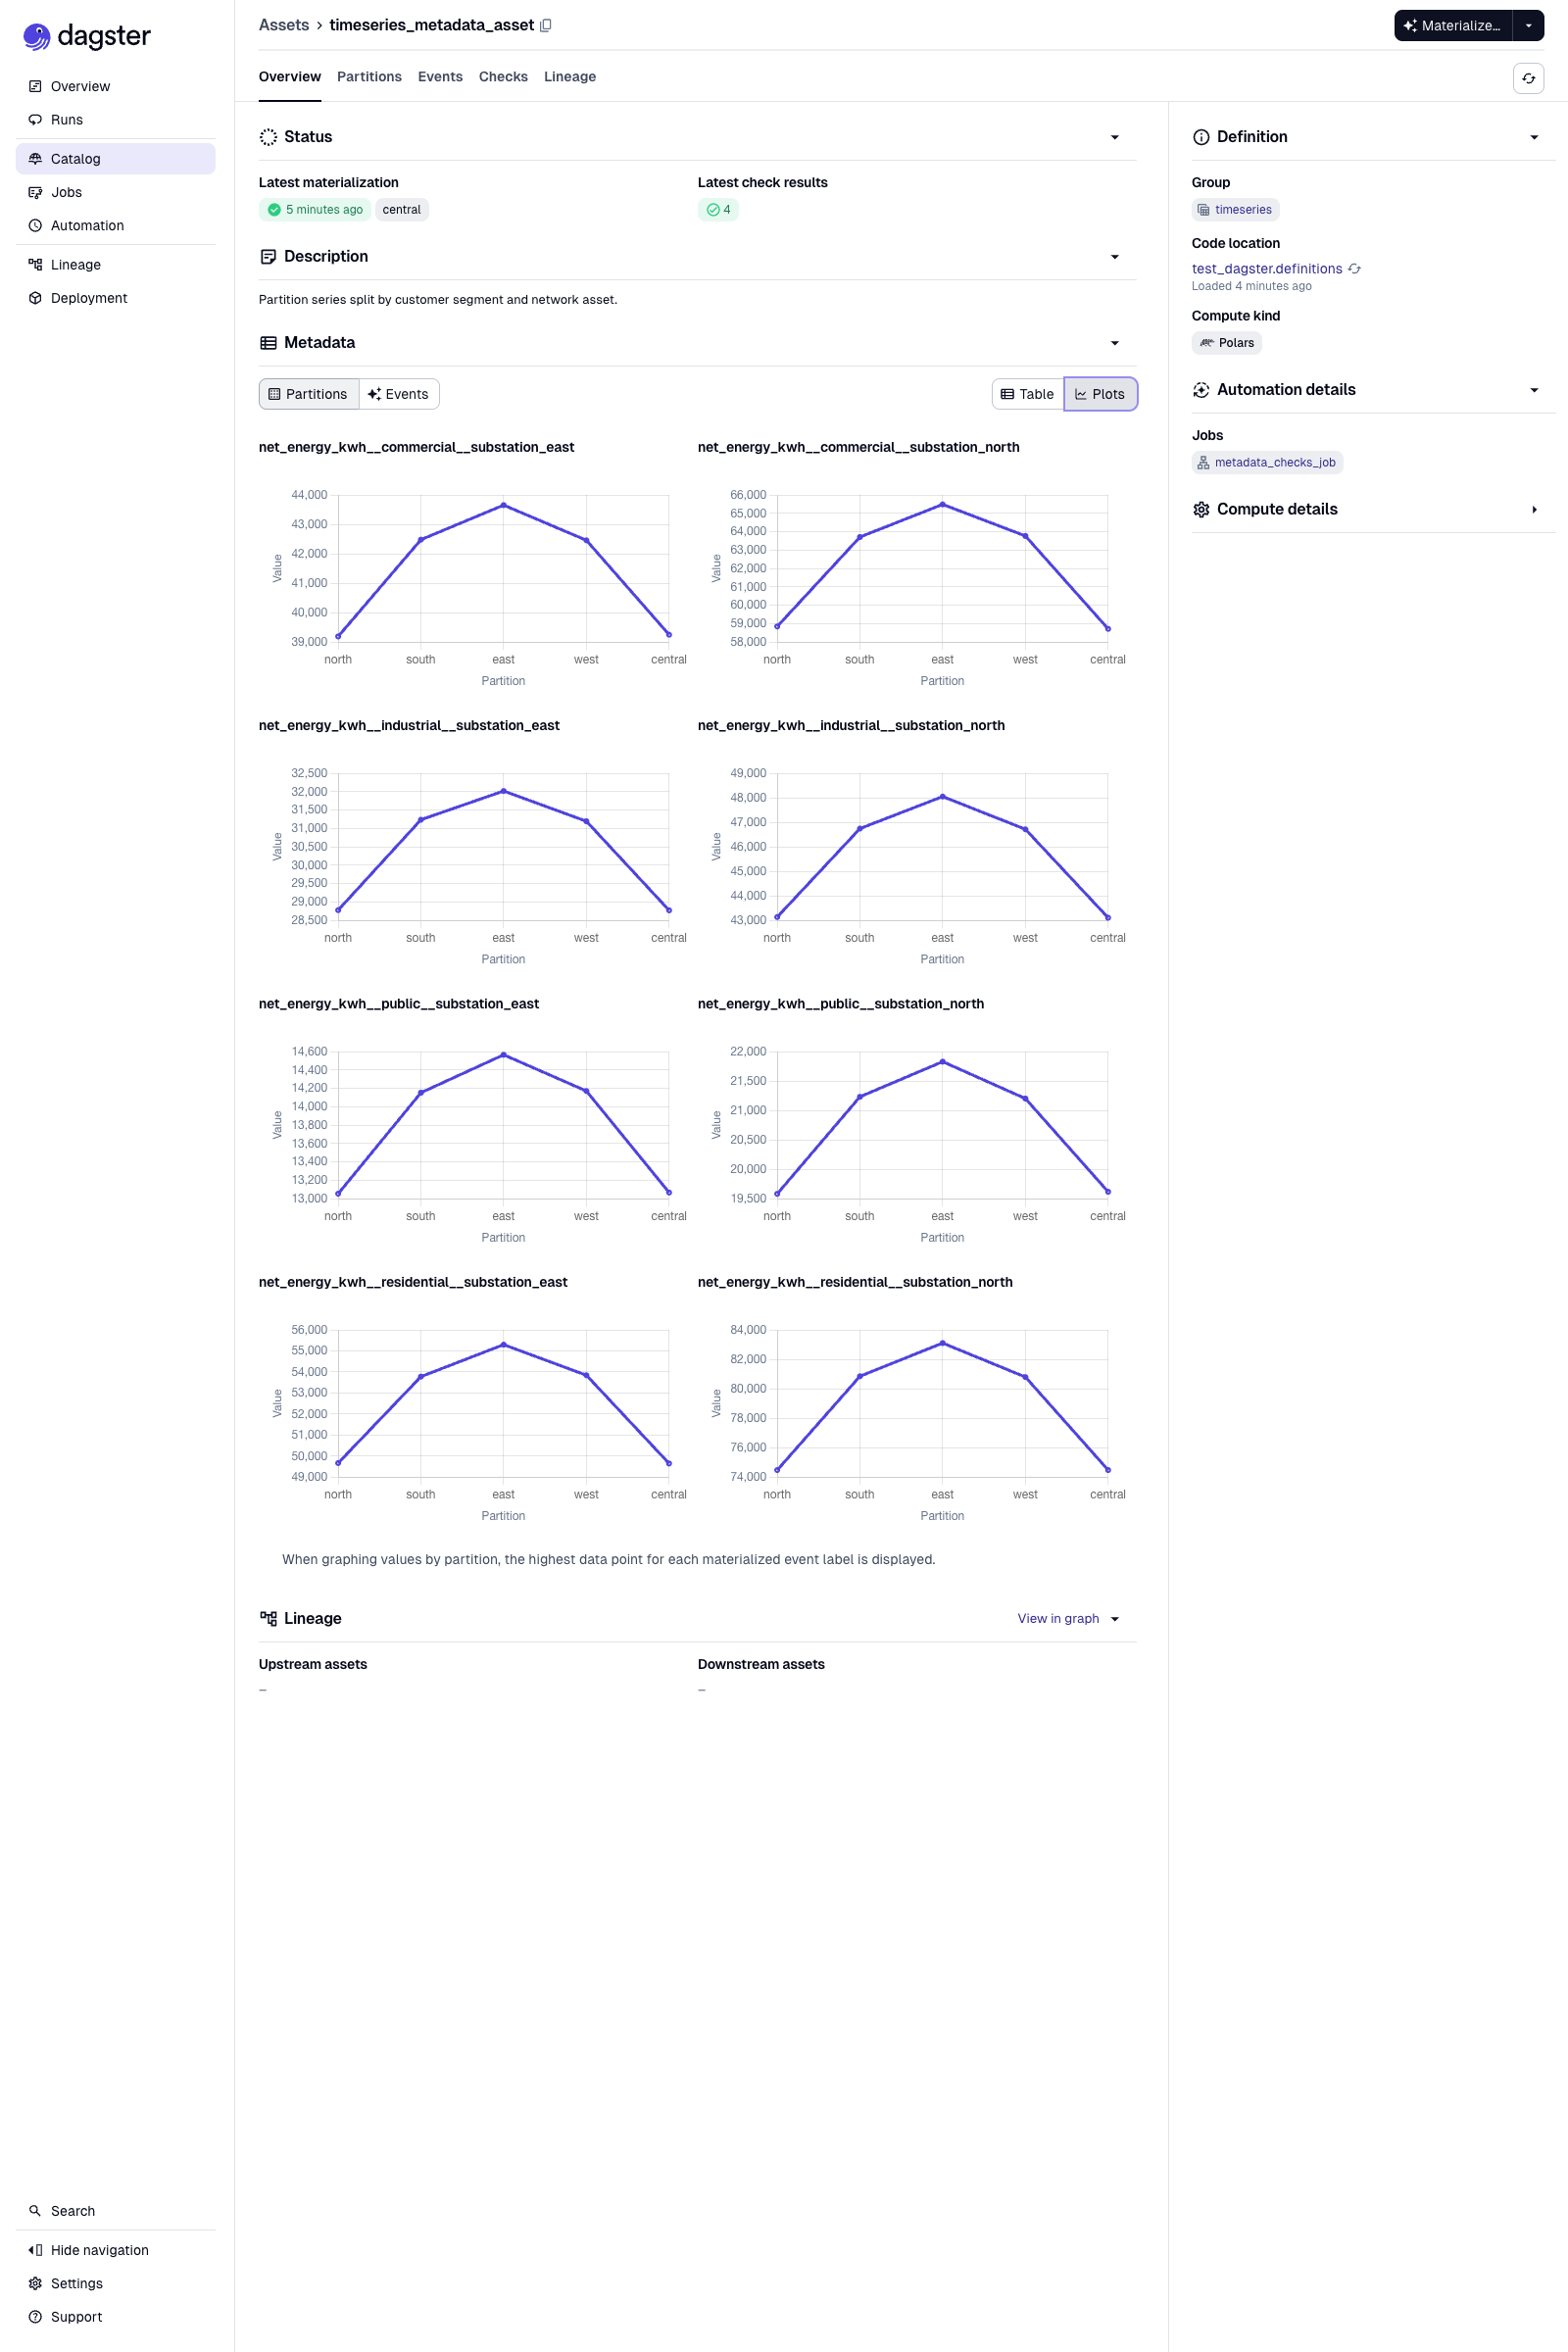 dagster
Overview
Runs
Catalog
Jobs
Automation
Lineage
Deployment
Search
Hide navigation
Settings
Support
Assets › timeseries_metadata_asset
Materialize...
Overview Partitions Events Checks Lineage
Status
Latest materialization
5 minutes ago central
Latest check results
4
Description
Partition series split by customer segment and network asset.
Metadata
Partitions Events
Table Plots
net_energy_kwh__commercial__substation_east
44,000
43,000
42,000
41,000
40,000
39,000
Value
north south east west central
Partition
net_energy_kwh__commercial__substation_north
66,000
65,000
64,000
63,000
62,000
61,000
60,000
59,000
58,000
Value
north south east west central
Partition
net_energy_kwh__industrial__substation_east
32,500
32,000
31,500
31,000
30,500
30,000
29,500
29,000
28,500
Value
north south east west central
Partition
net_energy_kwh__industrial__substation_north
49,000
48,000
47,000
46,000
45,000
44,000
43,000
Value
north south east west central
Partition
net_energy_kwh__public__substation_east
14,600
14,400
14,200
14,000
13,800
13,600
13,400
13,200
13,000
Value
north south east west central
Partition
net_energy_kwh__public__substation_north
22,000
21,500
21,000
20,500
20,000
19,500
Value
north south east west central
Partition
net_energy_kwh__residential__substation_east
56,000
55,000
54,000
53,000
52,000
51,000
50,000
49,000
Value
north south east west central
Partition
net_energy_kwh__residential__substation_north
84,000
82,000
80,000
78,000
76,000
74,000
Value
north south east west central
Partition
When graphing values by partition, the highest data point for each materialized event label is displayed.
Lineage
View in graph
Upstream assets
–
Downstream assets
–
Definition
Group
timeseries
Code location
test_dagster.definitions
Loaded 4 minutes ago
Compute kind
Polars
Automation details
Jobs
metadata_checks_job
Compute details